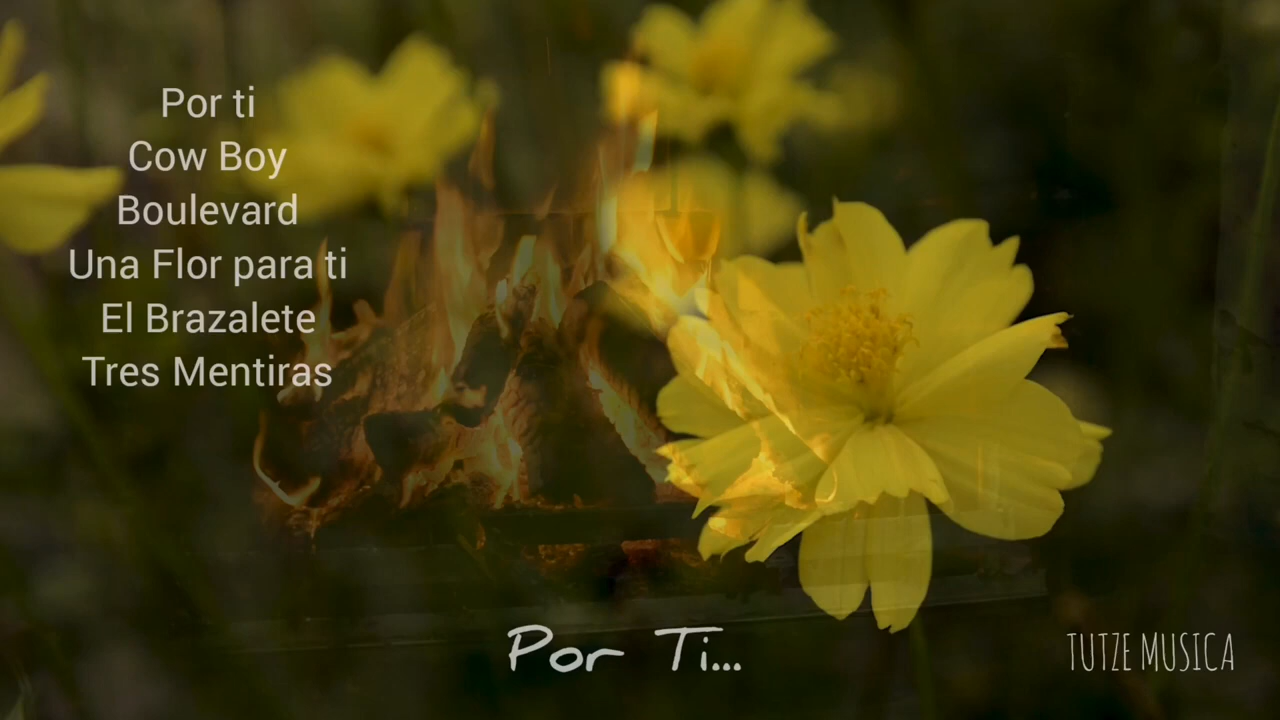 Por ti
Cow Boy
Boulevard
Una Flor para ti
El Brazalete
Tres Mentiras
Por Ti...
TUTZE MUSICA